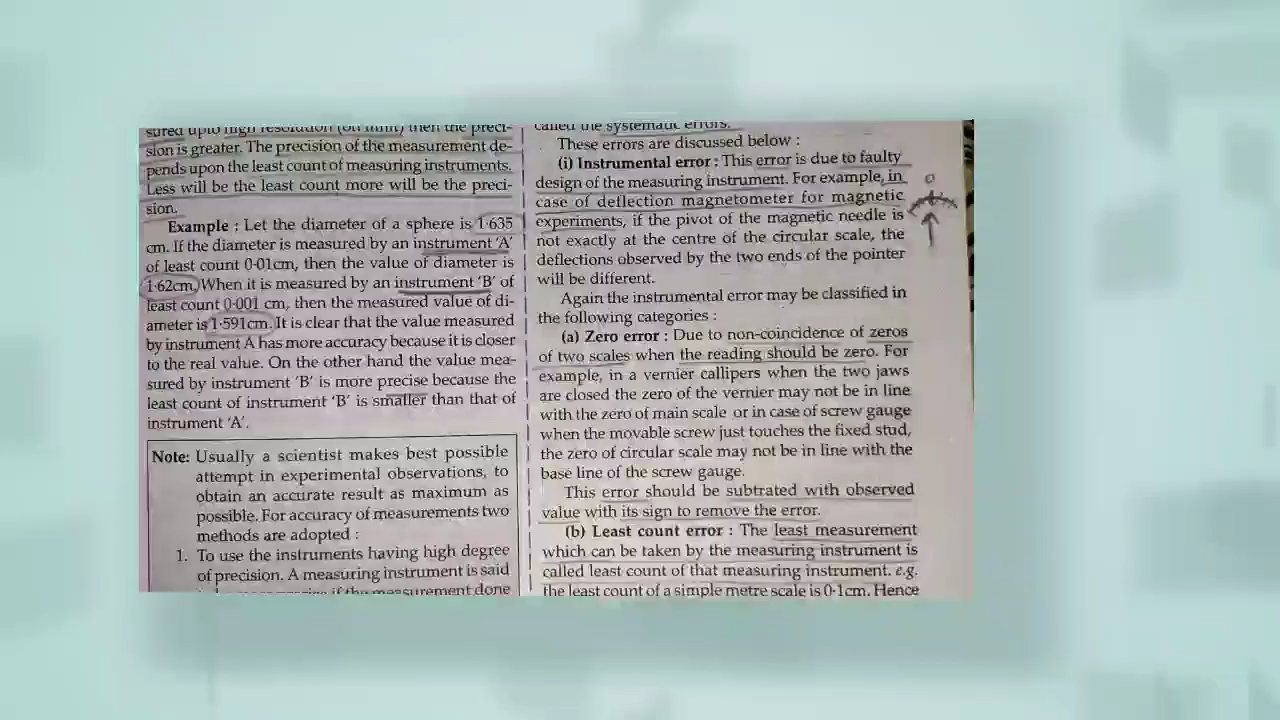 sured upto high resolution (on limit) then the preci-
sion is greater. The precision of the measurement de-
pends upon the least count of measuring instruments.
Less will be the least count more will be the preci-
sion.
Example : Let the diameter of a sphere is 1·635
cm. If the diameter is measured by an instrument 'A'
of least count 0·01cm, then the value of diameter is
1·62cm. When it is measured by an instrument 'B' of
least count 0·001 cm, then the measured value of di-
ameter is 1·591cm. It is clear that the value measured
by instrument A has more accuracy because it is closer
to the real value. On the other hand the value mea-
sured by instrument 'B' is more precise because the
least count of instrument 'B' is smaller than that of
instrument 'A'.
Note: Usually a scientist makes best possible
attempt in experimental observations, to
obtain an accurate result as maximum as
possible. For accuracy of measurements two
methods are adopted :
1. To use the instruments having high degree
of precision. A measuring instrument is said
if the measurement done
called the systematic errors.
These errors are discussed below :
(i) Instrumental error : This error is due to faulty
design of the measuring instrument. For example, in
case of deflection magnetometer for magnetic
experiments, if the pivot of the magnetic needle is
not exactly at the centre of the circular scale, the
deflections observed by the two ends of the pointer
will be different.
Again the instrumental error may be classified in
the following categories :
(a) Zero error : Due to non-coincidence of zeros
of two scales when the reading should be zero. For
example, in a vernier callipers when the two jaws
are closed the zero of the vernier may not be in line
with the zero of main scale or in case of screw gauge
when the movable screw just touches the fixed stud,
the zero of circular scale may not be in line with the
base line of the screw gauge.
This error should be subtrated with observed
value with its sign to remove the error.
(b) Least count error : The least measurement
which can be taken by the measuring instrument is
called least count of that measuring instrument. e.g.
the least count of a simple metre scale is 0·1cm. Hence